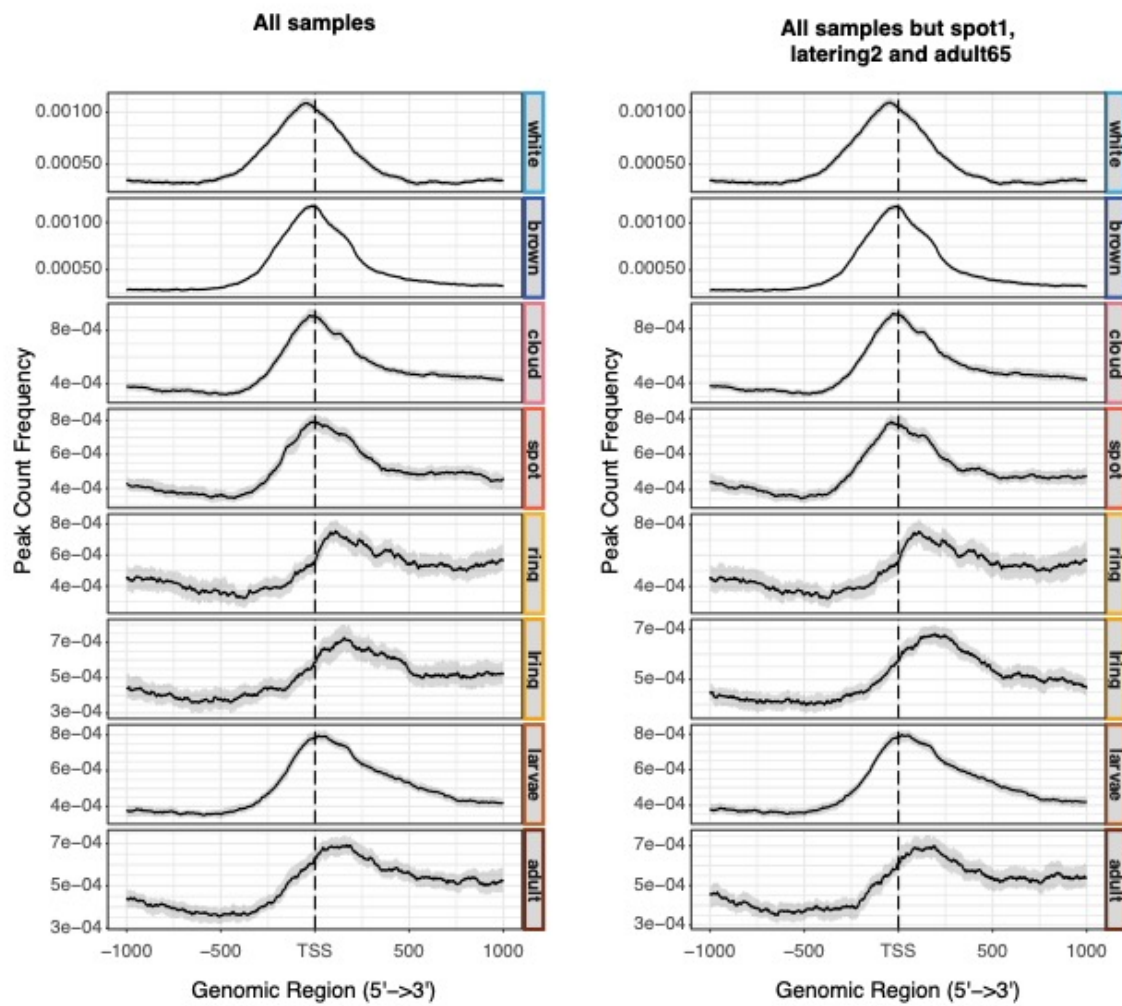 All samples
All samples but spot1,
latering2 and adult65
Peak Count Frequency
0.00100
0.00050
white
0.00100
0.00050
brown
8e−04
4e−04
cloud
8e−04
6e−04
4e−04
spot
8e−04
6e−04
4e−04
ring
7e−04
5e−04
3e−04
lring
8e−04
6e−04
4e−04
larvae
7e−04
5e−04
3e−04
adult
−1000 −500 TSS 500 1000
Genomic Region (5'−>3')
Peak Count Frequency
0.00100
0.00050
white
0.00100
0.00050
brown
8e−04
4e−04
cloud
8e−04
6e−04
4e−04
spot
8e−04
6e−04
4e−04
ring
7e−04
5e−04
lring
8e−04
6e−04
4e−04
larvae
7e−04
5e−04
3e−04
adult
−1000 −500 TSS 500 1000
Genomic Region (5'−>3')